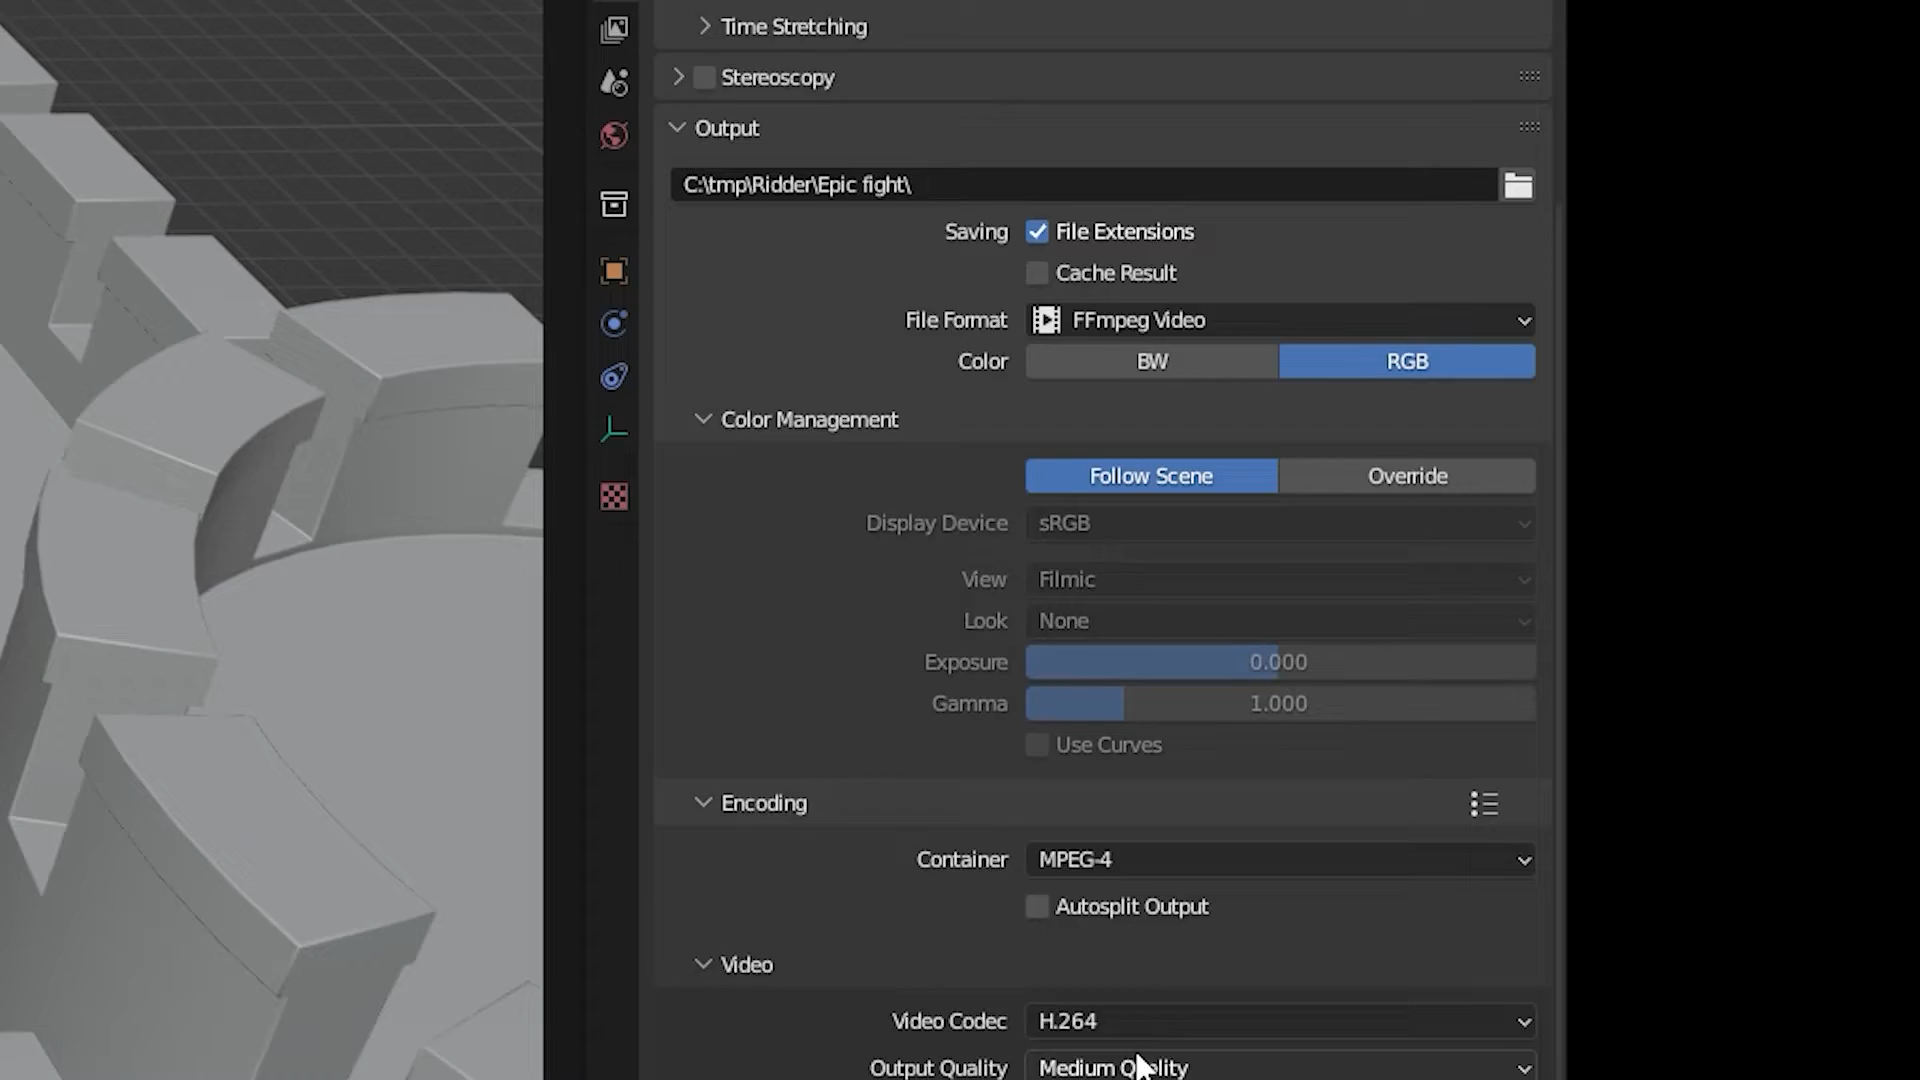 Time Stretching
Stereoscopy
Output
C:\tmp\Ridder\Epic fight\
Saving File Extensions
Cache Result
File Format FFmpeg Video
Color BW RGB
Color Management
Follow Scene Override
Display Device sRGB
View Filmic
Look None
Exposure 0.000
Gamma 1.000
Use Curves
Encoding
Container MPEG-4
Autosplit Output
Video
Video Codec H.264
Output Quality Medium Quality